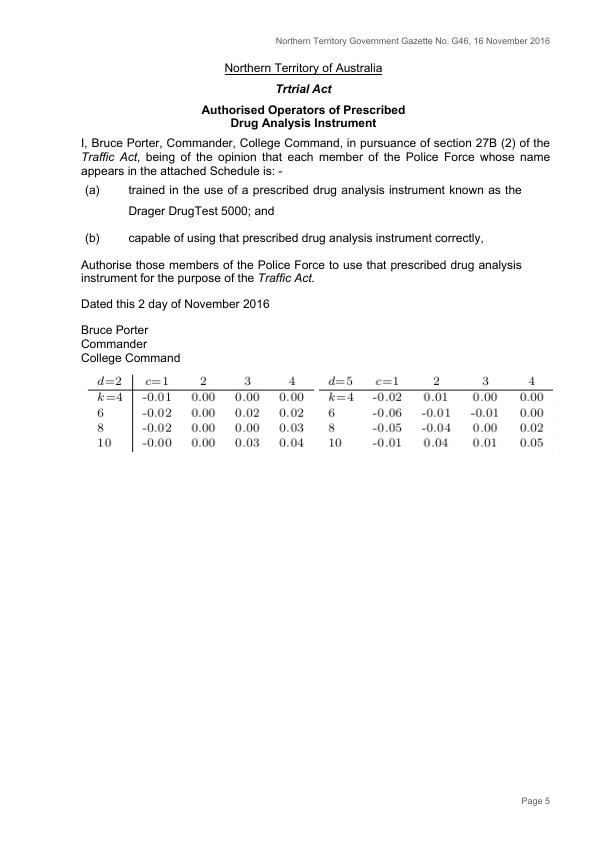 Northern Territory Government Gazette No. G46, 16 November 2016
Northern Territory of Australia
Trtrial Act
Authorised Operators of Prescribed
Drug Analysis Instrument
I, Bruce Porter, Commander, College Command, in pursuance of section 27B (2) of the
Traffic Act, being of the opinion that each member of the Police Force whose name
appears in the attached Schedule is: -
(a) trained in the use of a prescribed drug analysis instrument known as the
Drager DrugTest 5000; and
(b) capable of using that prescribed drug analysis instrument correctly,
Authorise those members of the Police Force to use that prescribed drug analysis
instrument for the purpose of the Traffic Act.
Dated this 2 day of November 2016
Bruce Porter
Commander
College Command
d=2 c=1 2 3 4 d=5 c=1 2 3 4
k=4 -0.01 0.00 0.00 0.00 k=4 -0.02 0.01 0.00 0.00
6 -0.02 0.00 0.02 0.02 6 -0.06 -0.01 -0.01 0.00
8 -0.02 0.00 0.00 0.03 8 -0.05 -0.04 0.00 0.02
10 -0.00 0.00 0.03 0.04 10 -0.01 0.04 0.01 0.05
Page 5